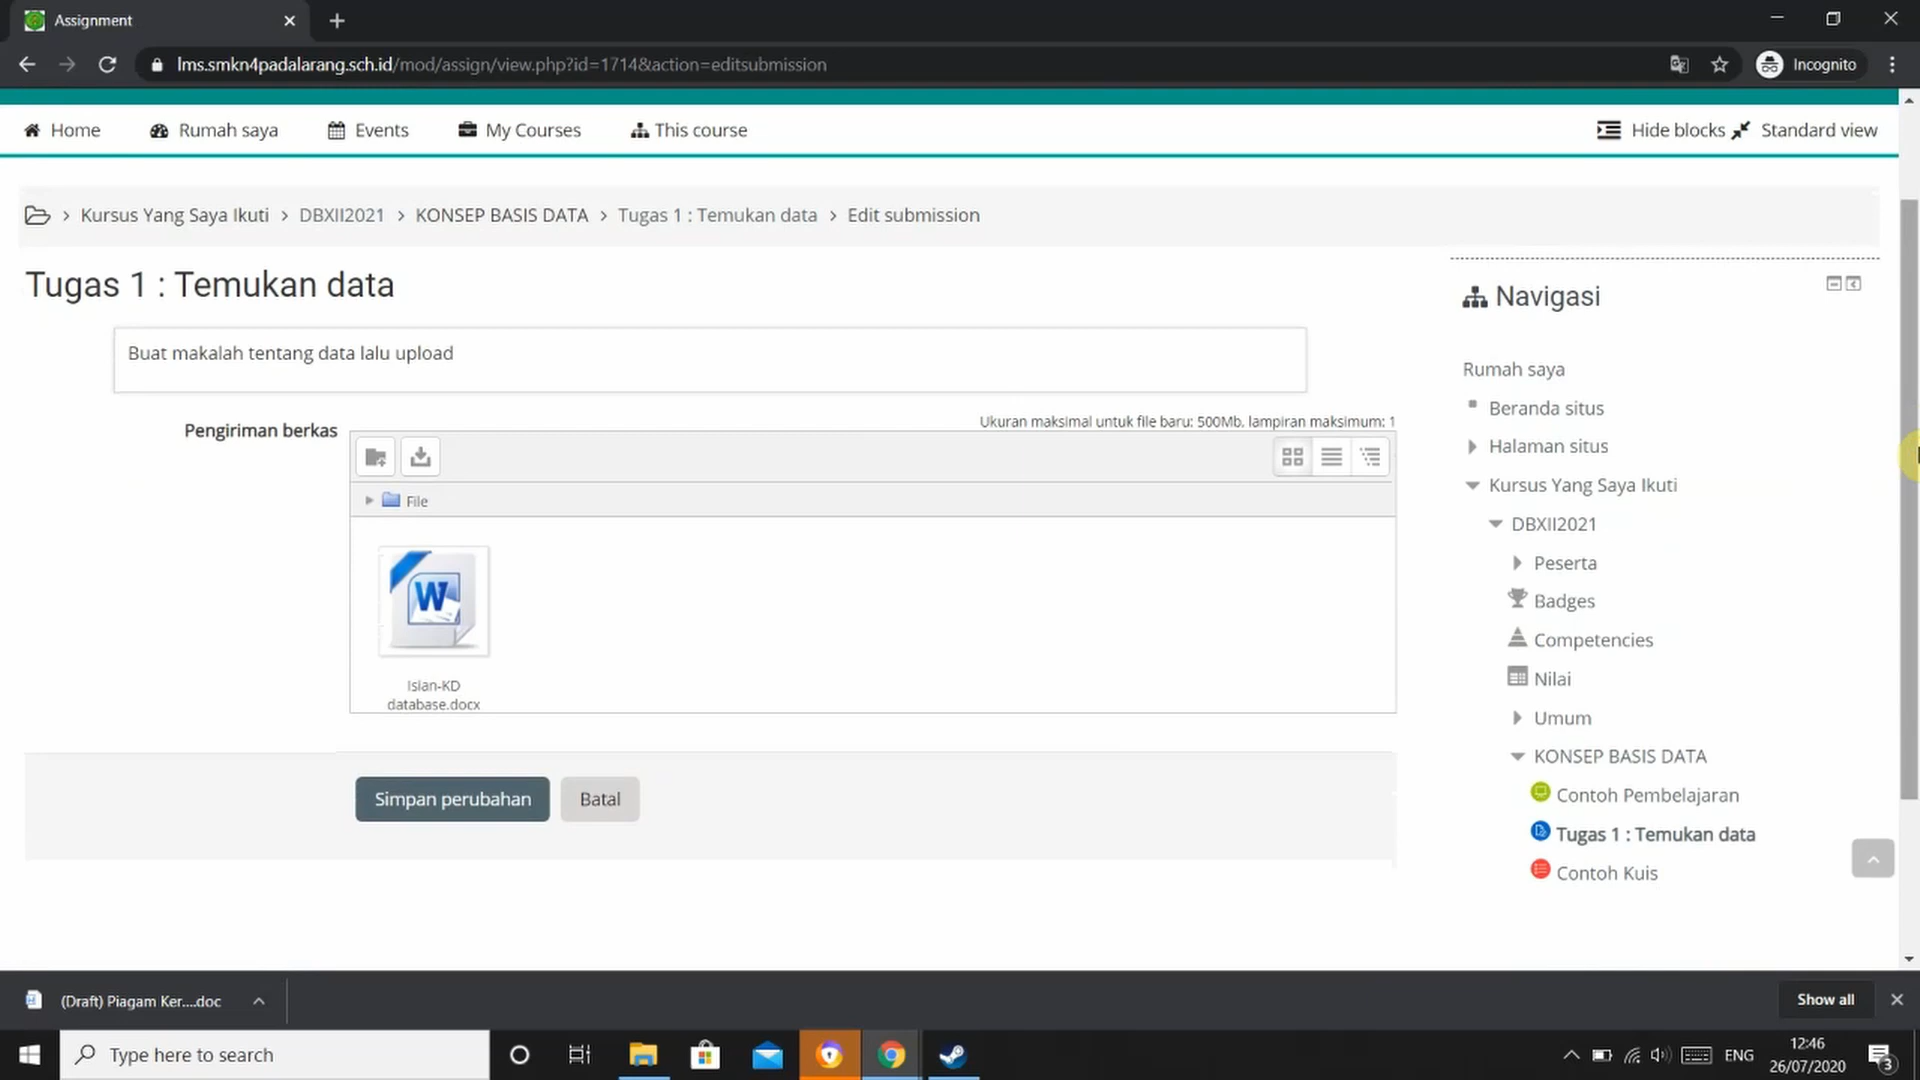 Assignment
lms.smkn4padalarang.sch.id/mod/assign/view.php?id=1714&action=editsubmission
Incognito
Home
Rumah saya
Events
My Courses
This course
Hide blocks
Standard view
Kursus Yang Saya Ikuti
DBXII2021
KONSEP BASIS DATA
Tugas 1 : Temukan data
Edit submission
Tugas 1 : Temukan data
Buat makalah tentang data lalu upload
Pengiriman berkas
Ukuran maksimal untuk file baru: 500Mb, lampiran maksimum: 1
File
W
Isian-KD
database.docx
Simpan perubahan
Batal
Navigasi
Rumah saya
Beranda situs
Halaman situs
Kursus Yang Saya Ikuti
DBXII2021
Peserta
Badges
Competencies
Nilai
Umum
KONSEP BASIS DATA
Contoh Pembelajaran
Tugas 1 : Temukan data
Contoh Kuis
(Draft) Piagam Ker....doc
Show all
Type here to search
ENG
12:46
26/07/2020
3